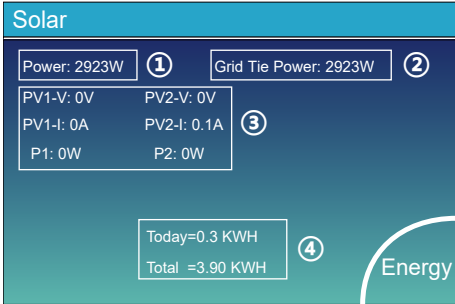 Solar
Power: 2923W ① Grid Tie Power: 2923W ②
PV1-V: 0V PV2-V: 0V
PV1-I: 0A PV2-I: 0.1A ③
P1: 0W P2: 0W
Today=0.3 KWH
④
Total =3.90 KWH
Energy